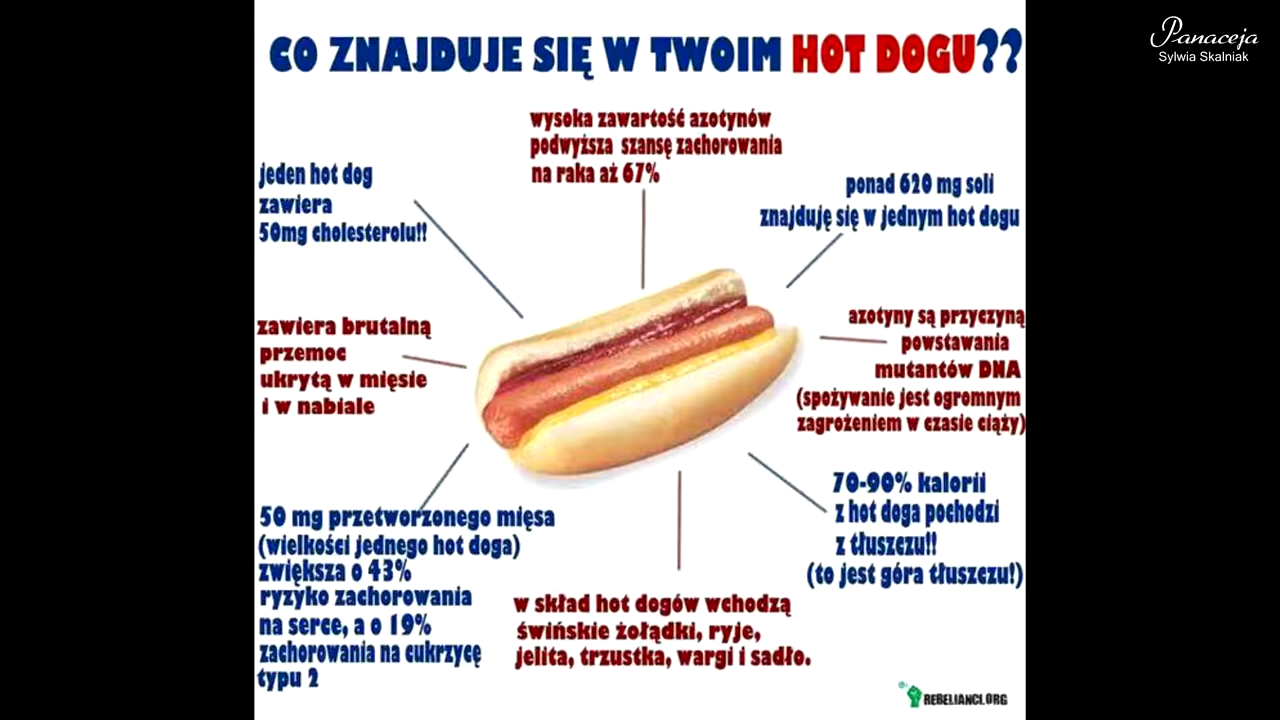 Panaceja
Sylwia Skalniak
CO ZNAJDUJE SIĘ W TWOIM HOT DOGU??
wysoka zawartość azotynów
podwyższa szansę zachorowania
na raka aż 67%
jeden hot dog
zawiera
50mg cholesterolu!!
ponad 620 mg soli
znajduję się w jednym hot dogu
zawiera brutalną
przemoc
ukrytą w mięsie
i w nabiale
azotyny są przyczyną
powstawania
mutantów DNA
(spożywanie jest ogromnym
zagrożeniem w czasie ciąży)
50 mg przetworzonego mięsa
(wielkości jednego hot doga)
zwiększa o 43%
ryzyko zachorowania
na serce, a o 19%
zachorowania na cukrzycę
typu 2
w skład hot dogów wchodzą
świńskie żołądki, ryje,
jelita, trzustka, wargi i sadło.
70-90% kalorii
z hot doga pochodzi
z tłuszczu!!
(to jest góra tłuszczu!)
REBELIANCI.ORG